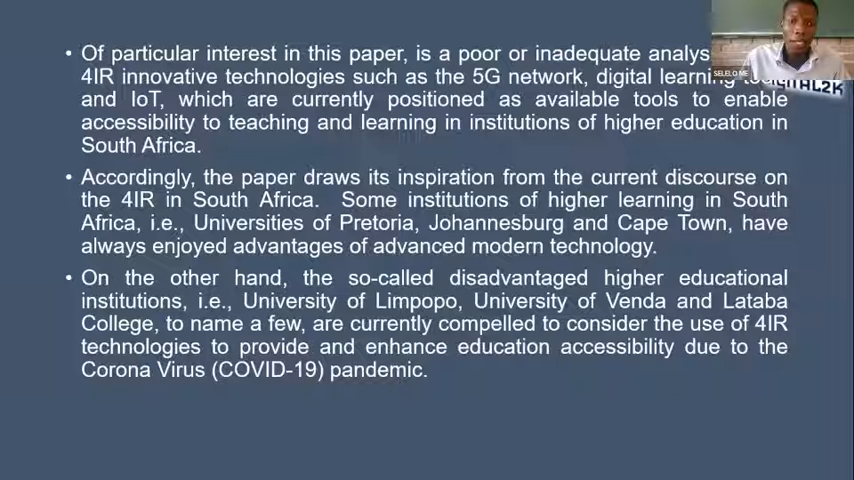 • Of particular interest in this paper, is a poor or inadequate
4IR innovative technologies such as the 5G network, digital learning
and IoT, which are currently positioned as available tools to enable
accessibility to teaching and learning in institutions of higher education in
South Africa.
• Accordingly, the paper draws its inspiration from the current discourse on
the 4IR in South Africa. Some institutions of higher learning in South
Africa, i.e., Universities of Pretoria, Johannesburg and Cape Town, have
always enjoyed advantages of advanced modern technology.
• On the other hand, the so-called disadvantaged higher educational
institutions, i.e., University of Limpopo, University of Venda and Lataba
College, to name a few, are currently compelled to consider the use of 4IR
technologies to provide and enhance education accessibility due to the
Corona Virus (COVID-19) pandemic.
SELELO ME